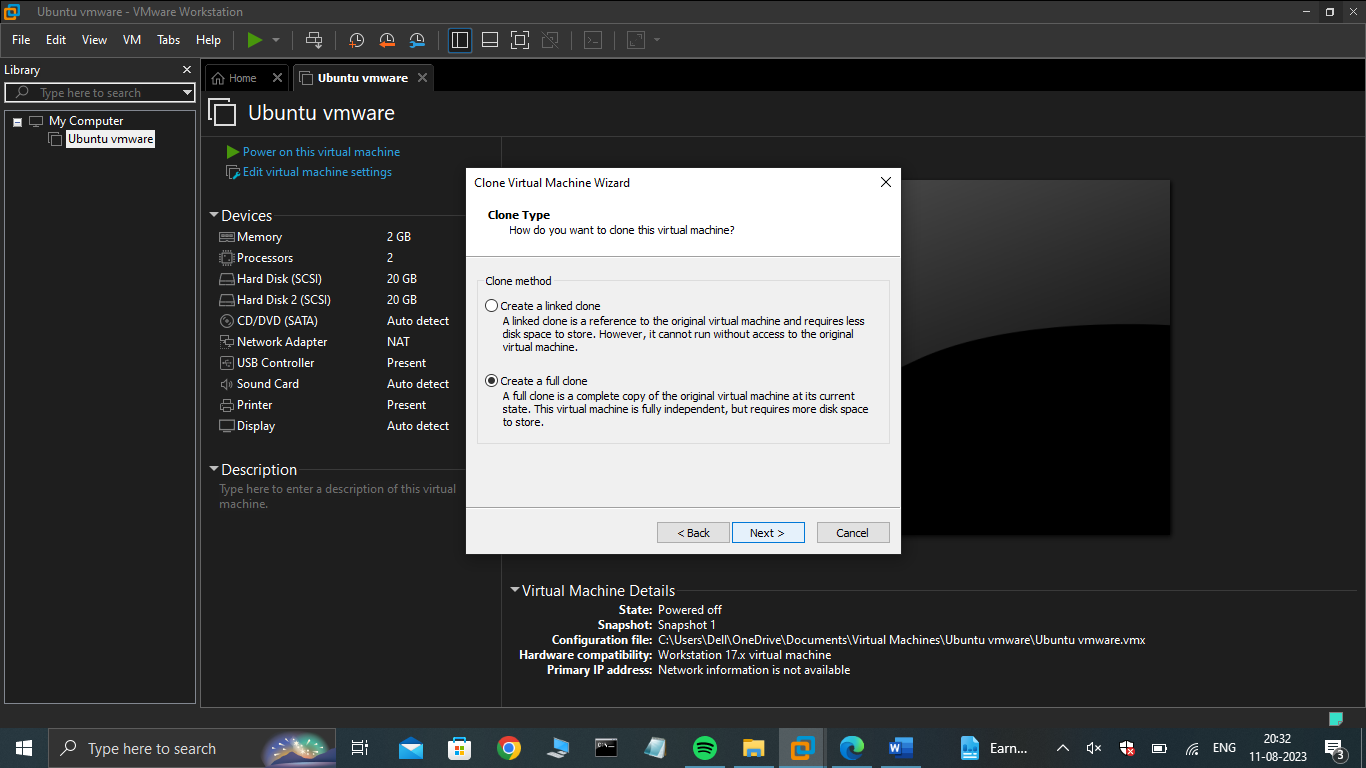 Ubuntu vmware - VMware Workstation
File Edit View VM Tabs Help
Library
Type here to search
My Computer
Ubuntu vmware
Home
Ubuntu vmware
Ubuntu vmware
Power on this virtual machine
Edit virtual machine settings
Devices
Memory 2 GB
Processors 2
Hard Disk (SCSI) 20 GB
Hard Disk 2 (SCSI) 20 GB
CD/DVD (SATA) Auto detect
Network Adapter NAT
USB Controller Present
Sound Card Auto detect
Printer Present
Display Auto detect
Description
Type here to enter a description of this virtual
machine.
Clone Virtual Machine Wizard
Clone Type
How do you want to clone this virtual machine?
Clone method
Create a linked clone
A linked clone is a reference to the original virtual machine and requires less
disk space to store. However, it cannot run without access to the original
virtual machine.
Create a full clone
A full clone is a complete copy of the original virtual machine at its current
state. This virtual machine is fully independent, but requires more disk space
to store.
< Back Next > Cancel
Virtual Machine Details
State: Powered off
Snapshot: Snapshot 1
Configuration file: C:\Users\Dell\OneDrive\Documents\Virtual Machines\Ubuntu vmware\Ubuntu vmware.vmx
Hardware compatibility: Workstation 17.x virtual machine
Primary IP address: Network information is not available
Type here to search
Earn...
ENG
20:32
11-08-2023
3